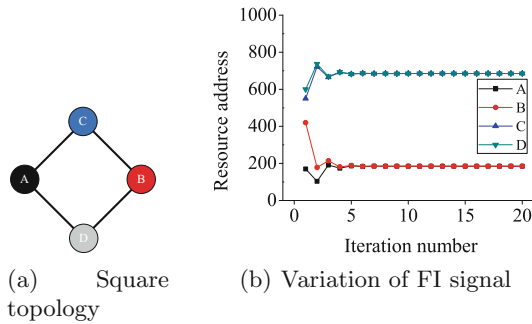 C
A
B
D
(a) Square
topology
1000
800
600
400
200
0
Resource address
A
B
C
D
0 5 10 15 20
Iteration number
(b) Variation of FI signal